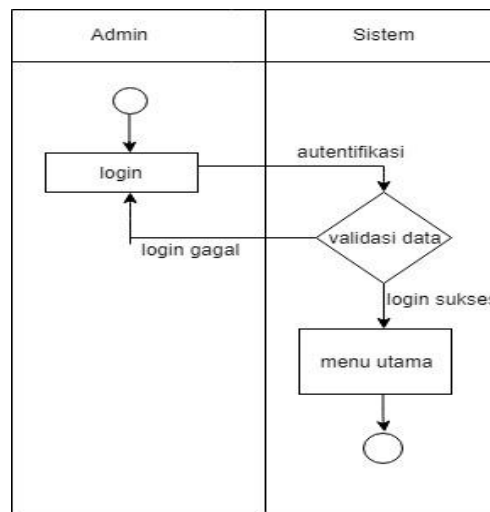 Admin
Sistem
login
autentifikasi
validasi data
login gagal
login sukses
menu utama